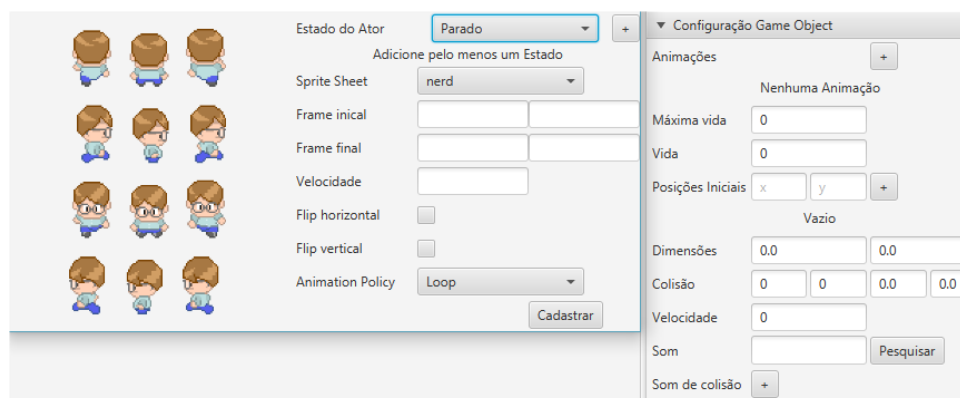 Estado do Ator Parado +
Adicione pelo menos um Estado
Sprite Sheet nerd
Frame inical
Frame final
Velocidade
Flip horizontal
Flip vertical
Animation Policy Loop
Cadastrar
Configuração Game Object
Animações +
Nenhuma Animação
Máxima vida 0
Vida 0
Posições Iniciais x y +
Vazio
Dimensões 0.0 0.0
Colisão 0 0 0.0 0.0
Velocidade 0
Som Pesquisar
Som de colisão +